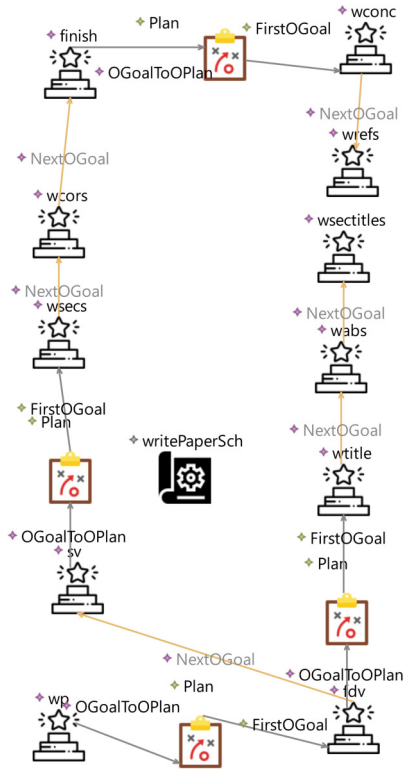 Plan
wconc
finish
FirstOGoal
OGoalToOPlan
NextOGoal
wrefs
NextOGoal
wcors
wsectitles
NextOGoal
wsecs
NextOGoal
wabs
FirstOGoal
Plan
writePaperSch
NextOGoal
wtitle
OGoalToOPlan
sv
FirstOGoal
Plan
NextOGoal
OGoalToOPlan
fdv
Plan
wp
OGoalToOPlan
FirstOGoal